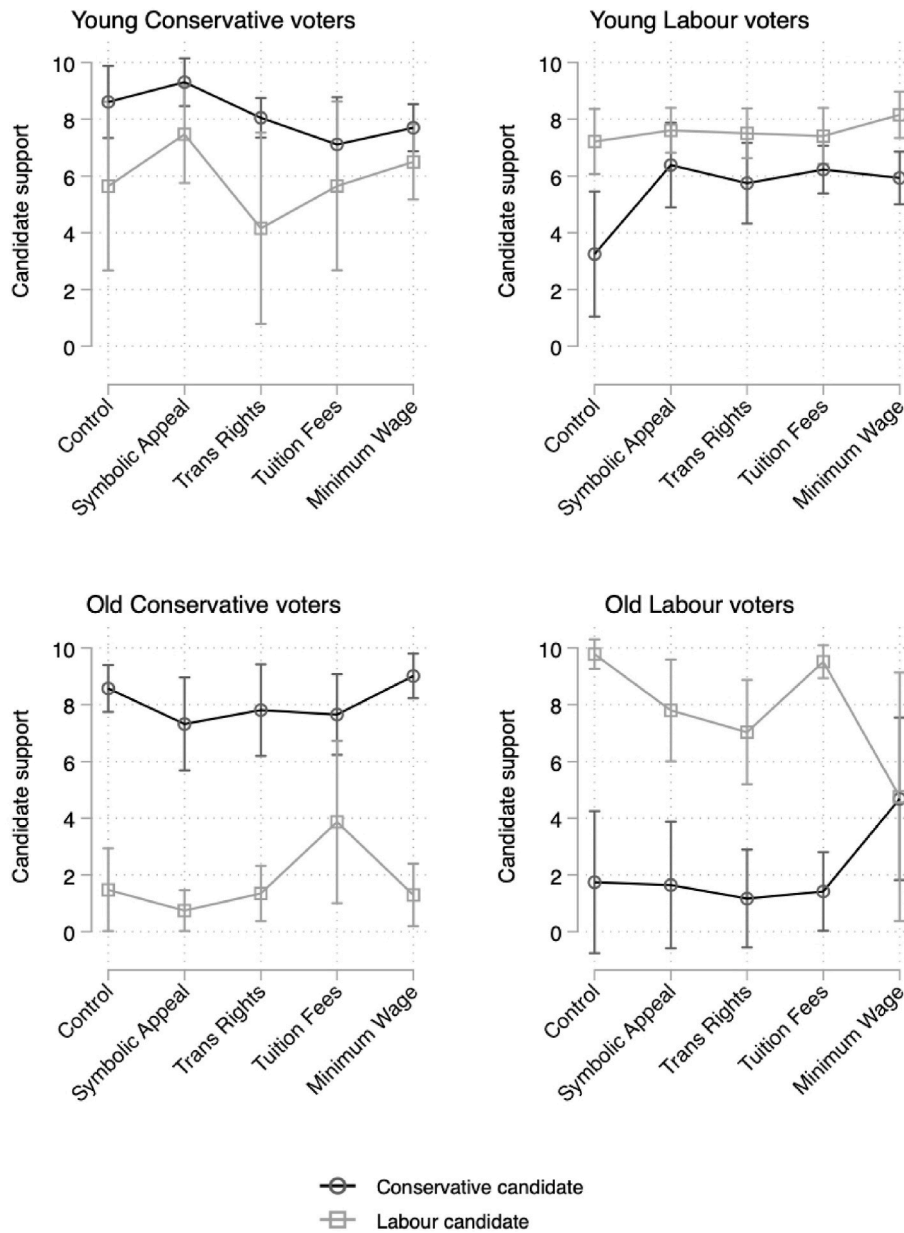 Young Conservative voters
Young Labour voters
Candidate support
10
8
6
4
2
0
Control
Symbolic Appeal
Trans Rights
Tuition Fees
Minimum Wage
Candidate support
10
8
6
4
2
0
Control
Symbolic Appeal
Trans Rights
Tuition Fees
Minimum Wage
Old Conservative voters
Old Labour voters
Candidate support
10
8
6
4
2
0
Control
Symbolic Appeal
Trans Rights
Tuition Fees
Minimum Wage
Candidate support
10
8
6
4
2
0
Control
Symbolic Appeal
Trans Rights
Tuition Fees
Minimum Wage
Conservative candidate
Labour candidate